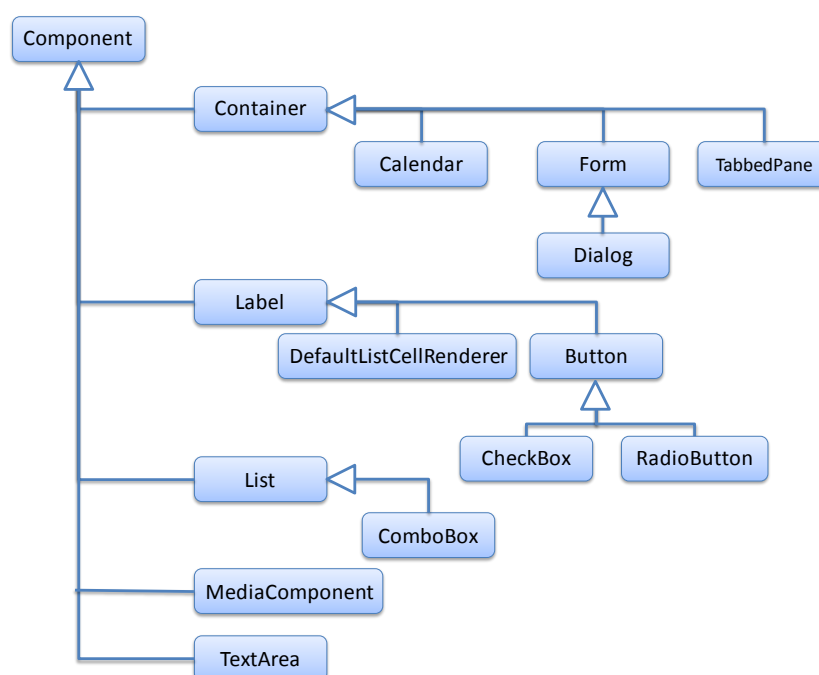 Component
Container
Calendar
Form
TabbedPane
Dialog
Label
DefaultListCellRenderer
Button
CheckBox
RadioButton
List
ComboBox
MediaComponent
TextArea